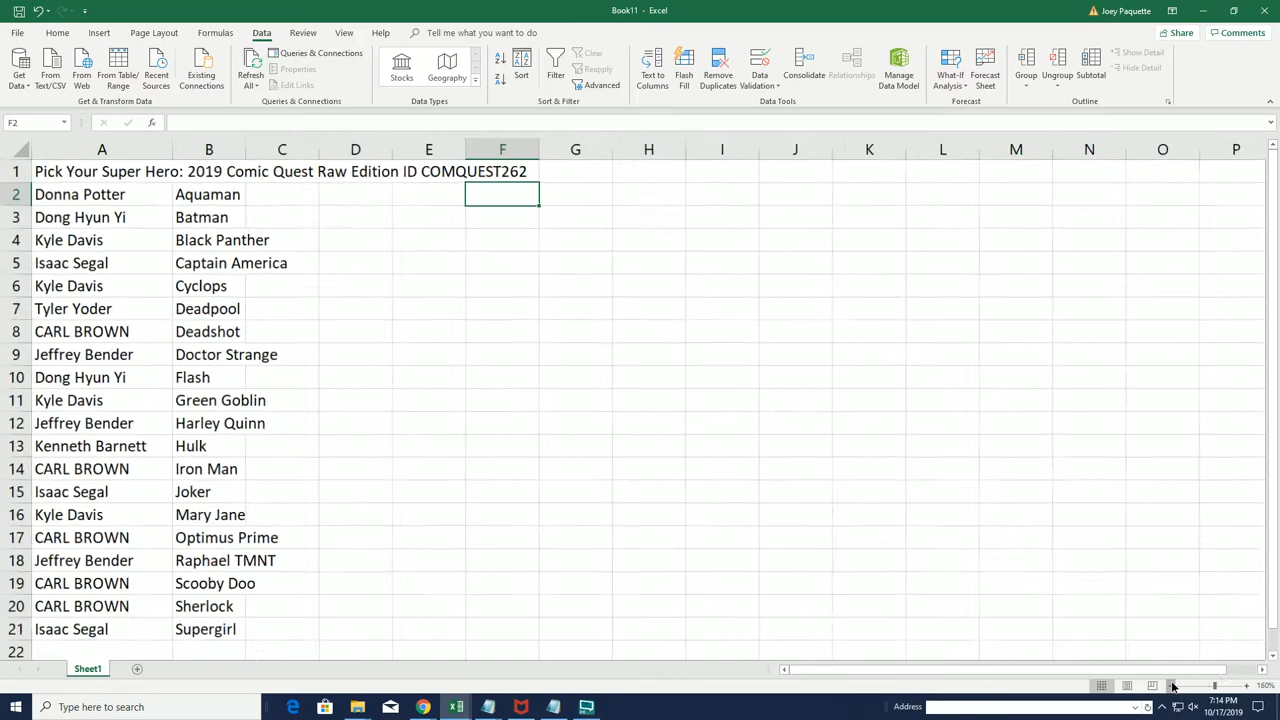 Book11 - Excel
Joey Paquette
File Home Insert Page Layout Formulas Data Review View Help Tell me what you want to do
Share Comments
Get Data From Text/CSV From Web From Table/Range Recent Sources Existing Connections
Get & Transform Data
Refresh All Queries & Connections Properties Edit Links
Queries & Connections
Stocks Geography
Data Types
Sort Filter Clear Reapply Advanced
Sort & Filter
Text to Columns Flash Fill Remove Duplicates Data Validation Consolidate Relationships Manage Data Model
Data Tools
What-If Analysis Forecast Sheet
Forecast
Group Ungroup Subtotal Show Detail Hide Detail
Outline
F2 fx
A B C D E F G H I J K L M N O P
1 Pick Your Super Hero: 2019 Comic Quest Raw Edition ID COMQUEST262
2 Donna Potter Aquaman
3 Dong Hyun Yi Batman
4 Kyle Davis Black Panther
5 Isaac Segal Captain America
6 Kyle Davis Cyclops
7 Tyler Yoder Deadpool
8 CARL BROWN Deadshot
9 Jeffrey Bender Doctor Strange
10 Dong Hyun Yi Flash
11 Kyle Davis Green Goblin
12 Jeffrey Bender Harley Quinn
13 Kenneth Barnett Hulk
14 CARL BROWN Iron Man
15 Isaac Segal Joker
16 Kyle Davis Mary Jane
17 CARL BROWN Optimus Prime
18 Jeffrey Bender Raphael TMNT
19 CARL BROWN Scooby Doo
20 CARL BROWN Sherlock
21 Isaac Segal Supergirl
22
Sheet1
160%
Type here to search
Address
7:14 PM
10/17/2019